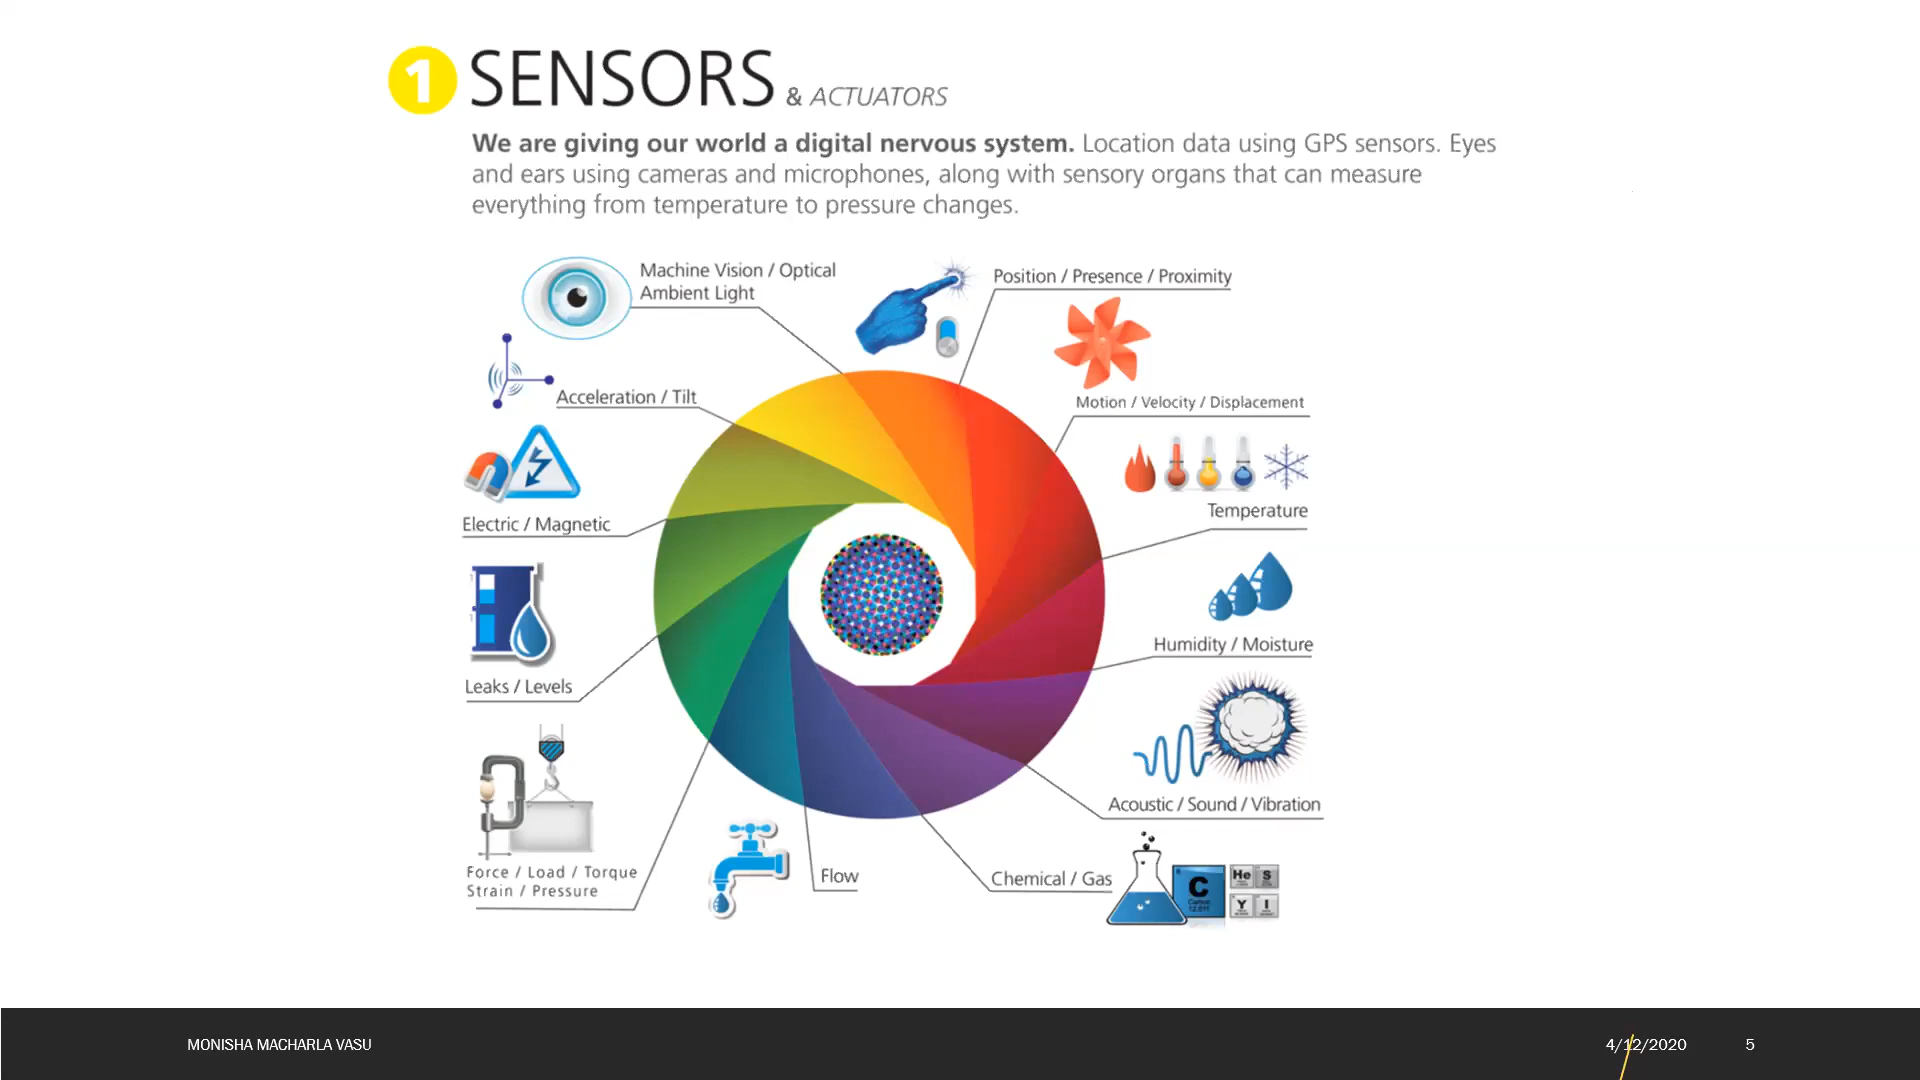 1 SENSORS & ACTUATORS
We are giving our world a digital nervous system. Location data using GPS sensors. Eyes
and ears using cameras and microphones, along with sensory organs that can measure
everything from temperature to pressure changes.
Machine Vision / Optical
Ambient Light
Position / Presence / Proximity
Acceleration / Tilt
Motion / Velocity / Displacement
Electric / Magnetic
Temperature
Humidity / Moisture
Leaks / Levels
Acoustic / Sound / Vibration
Force / Load / Torque
Strain / Pressure
Flow
Chemical / Gas
He S
C
Carbon
12.011
Y I
MONISHA MACHARLA VASU
4/12/2020
5